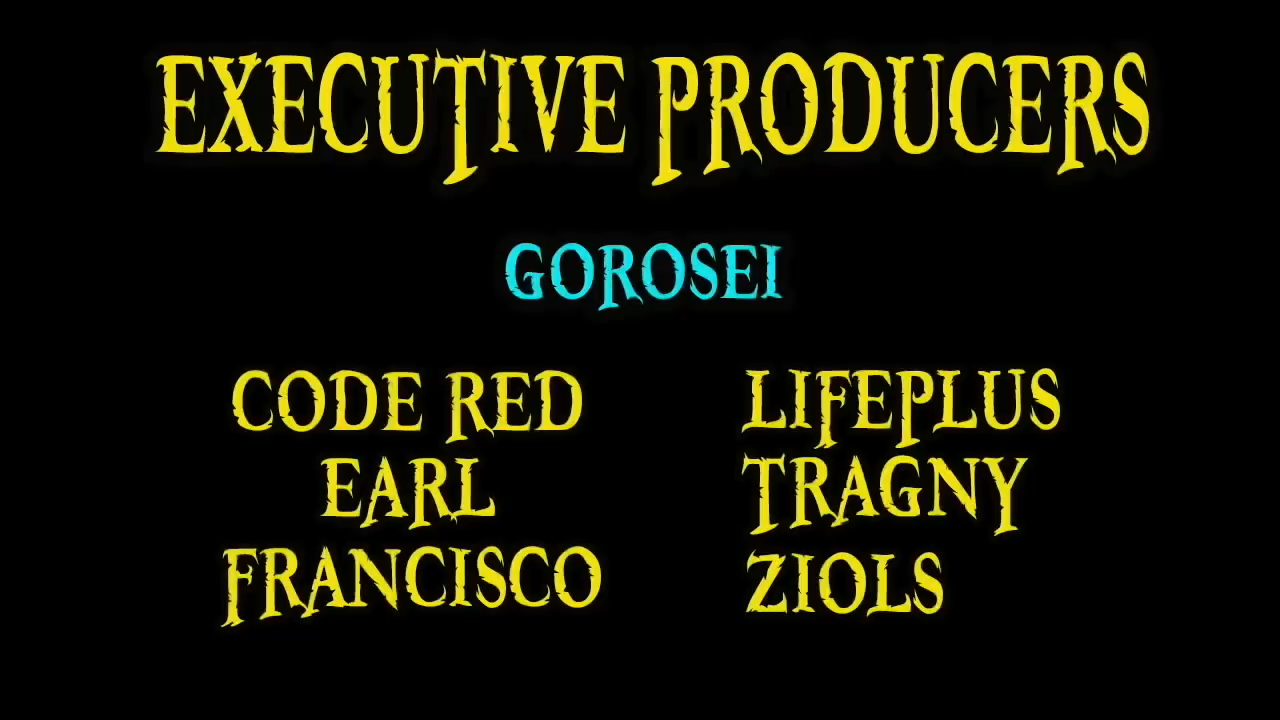 EXECUTIVE PRODUCERS
GOROSEI
CODE RED
EARL
FRANCISCO
LIFEPLUS
TRAGNY
ZIOLS